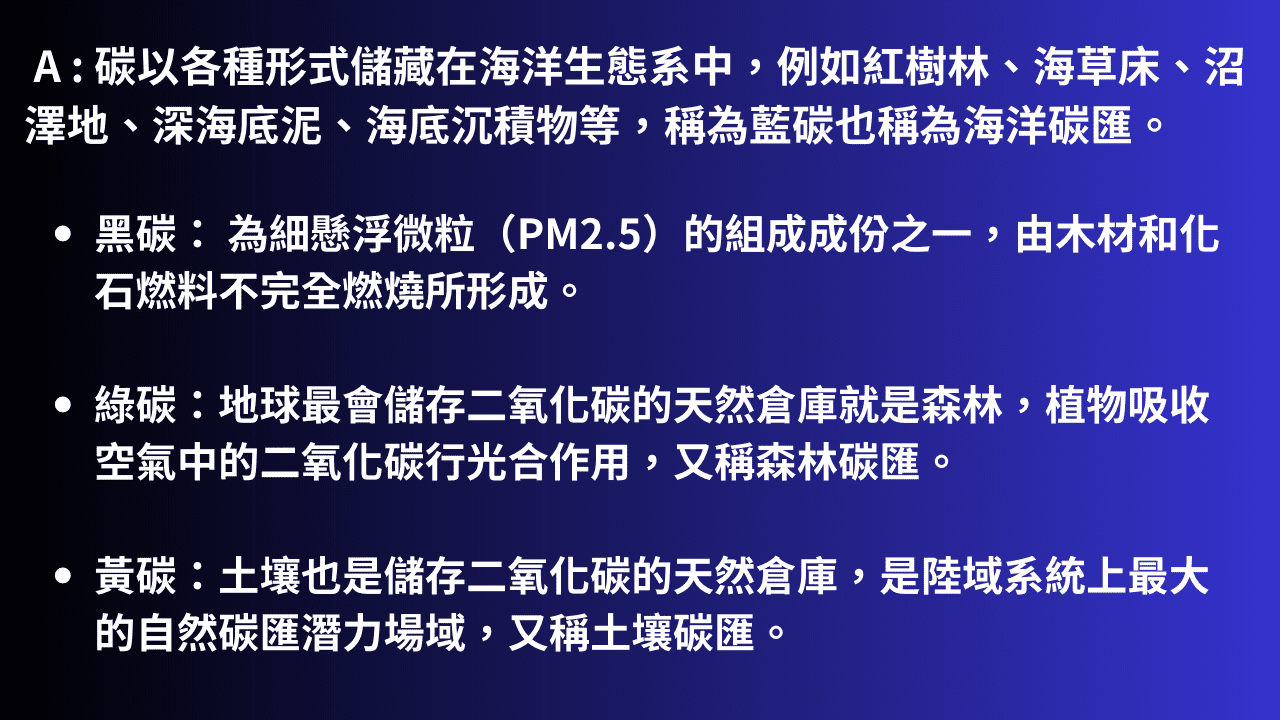 A : 碳以各種形式儲藏在海洋生態系中，例如紅樹林、海草床、沼
澤地、深海底泥、海底沉積物等，稱為藍碳也稱為海洋碳匯。
• 黑碳： 為細懸浮微粒（PM2.5）的組成成份之一，由木材和化
石燃料不完全燃燒所形成。
• 綠碳：地球最會儲存二氧化碳的天然倉庫就是森林，植物吸收
空氣中的二氧化碳行光合作用，又稱森林碳匯。
• 黃碳：土壤也是儲存二氧化碳的天然倉庫，是陸域系統上最大
的自然碳匯潛力場域，又稱土壤碳匯。